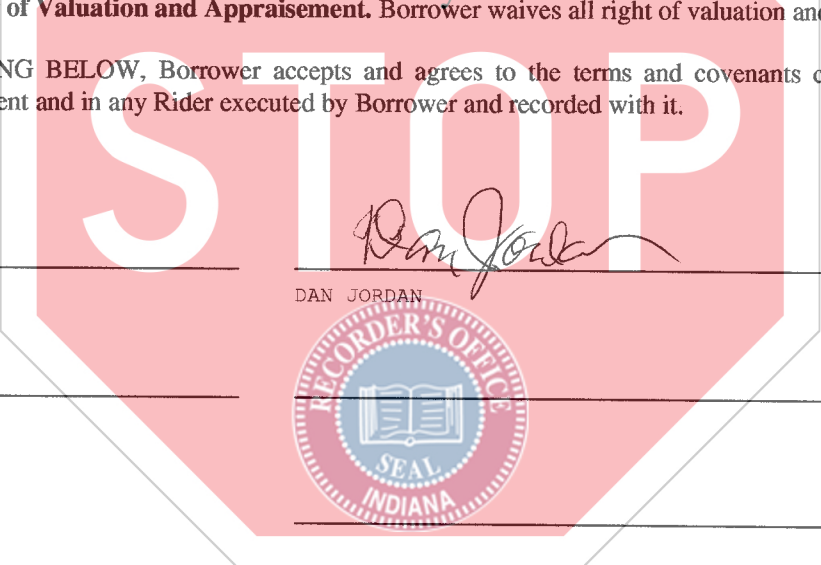 of Valuation and Appraisement. Borrower waives all right of valuation and
NG BELOW, Borrower accepts and agrees to the terms and covenants c
ent and in any Rider executed by Borrower and recorded with it.
STOP
Dan Jordan
DAN JORDAN
RECORDER'S OFFICE
SEAL
INDIANA